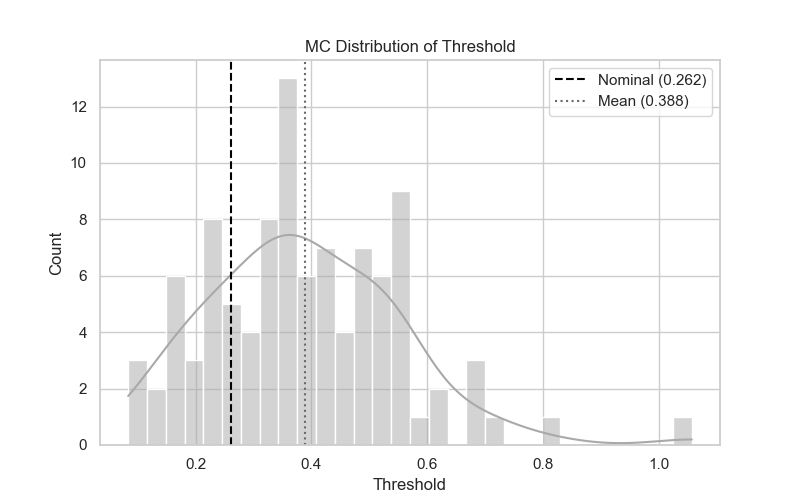 MC Distribution of Threshold
Nominal (0.262)
Mean (0.388)
Count
12
10
8
6
4
2
0
0.2 0.4 0.6 0.8 1.0
Threshold